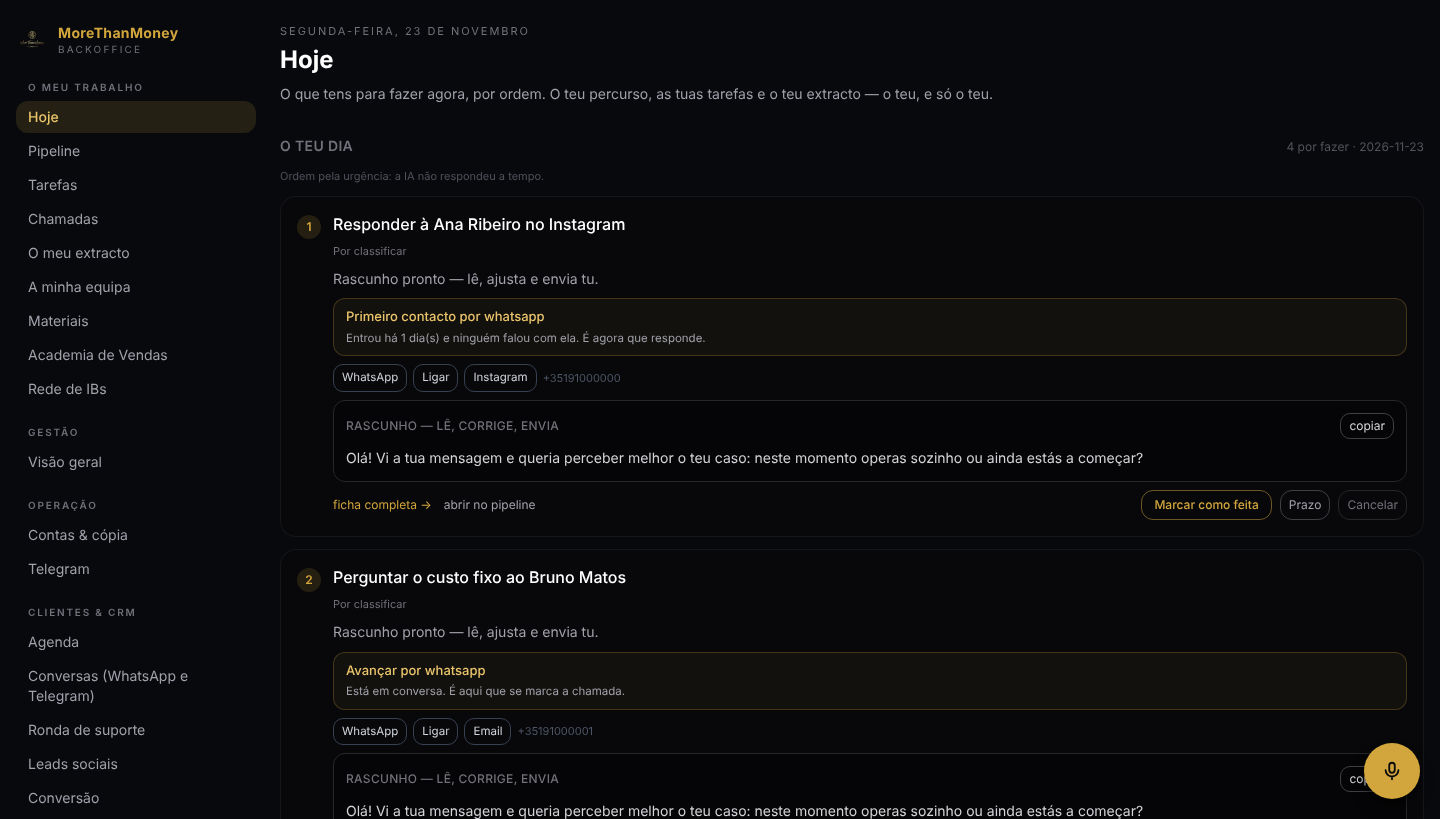 MoreThanMoney
BACKOFFICE
O MEU TRABALHO
Hoje
Pipeline
Tarefas
Chamadas
O meu extracto
A minha equipa
Materiais
Academia de Vendas
Rede de IBs
GESTÃO
Visão geral
OPERAÇÃO
Contas & cópia
Telegram
CLIENTES & CRM
Agenda
Conversas (WhatsApp e
Telegram)
Ronda de suporte
Leads sociais
Conversão
SEGUNDA-FEIRA, 23 DE NOVEMBRO
Hoje
O que tens para fazer agora, por ordem. O teu percurso, as tuas tarefas e o teu extracto — o teu, e só o teu.
O TEU DIA
4 por fazer · 2026-11-23
Ordem pela urgência: a IA não respondeu a tempo.
1
Responder à Ana Ribeiro no Instagram
Por classificar
Rascunho pronto — lê, ajusta e envia tu.
Primeiro contacto por whatsapp
Entrou há 1 dia(s) e ninguém falou com ela. É agora que responde.
WhatsApp Ligar Instagram +35191000000
RASCUNHO — LÊ, CORRIGE, ENVIA
copiar
Olá! Vi a tua mensagem e queria perceber melhor o teu caso: neste momento operas sozinho ou ainda estás a começar?
ficha completa → abrir no pipeline
Marcar como feita Prazo Cancelar
2
Perguntar o custo fixo ao Bruno Matos
Por classificar
Rascunho pronto — lê, ajusta e envia tu.
Avançar por whatsapp
Está em conversa. É aqui que se marca a chamada.
WhatsApp Ligar Email +35191000001
RASCUNHO — LÊ, CORRIGE, ENVIA
Olá! Vi a tua mensagem e queria perceber melhor o teu caso: neste momento operas sozinho ou ainda estás a começar?